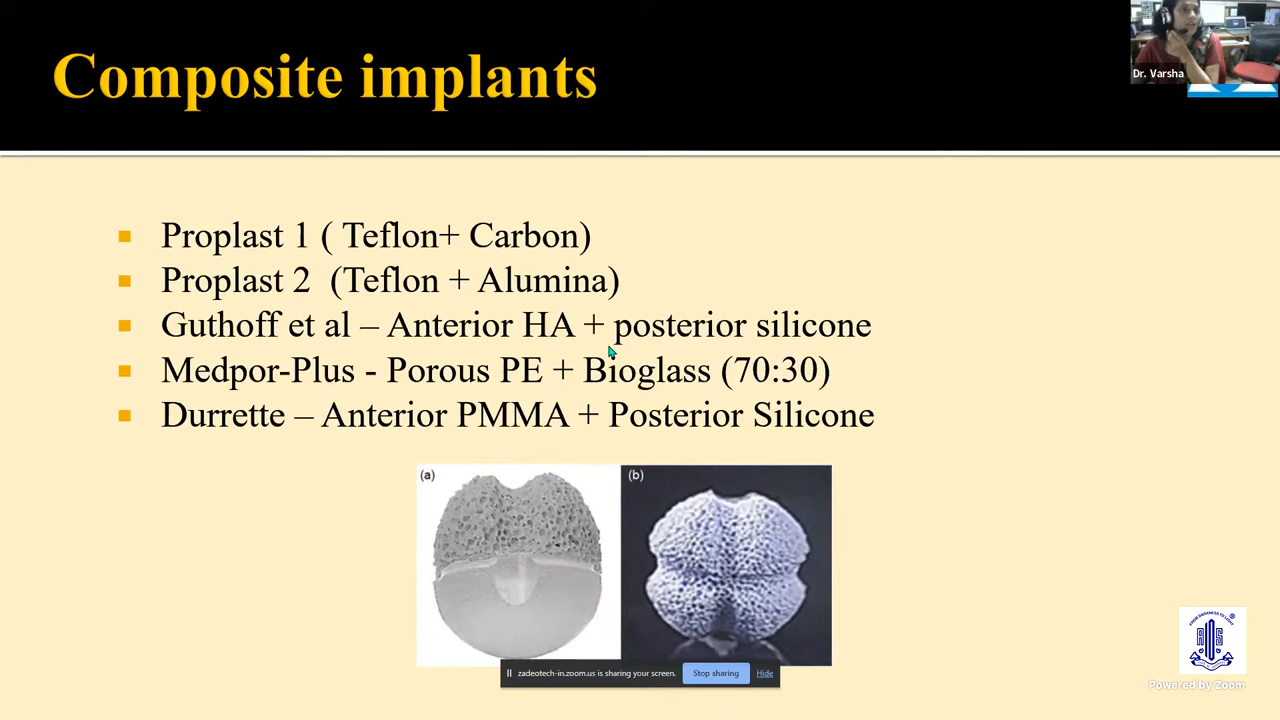 Composite implants
Dr. Varsha
Proplast 1 ( Teflon+ Carbon)
Proplast 2 (Teflon + Alumina)
Guthoff et al – Anterior HA + posterior silicone
Medpor-Plus - Porous PE + Bioglass (70:30)
Durrette – Anterior PMMA + Posterior Silicone
(a)
(b)
zadeotech-in.zoom.us is sharing your screen.
Stop sharing
Hide
Powered by Zoom